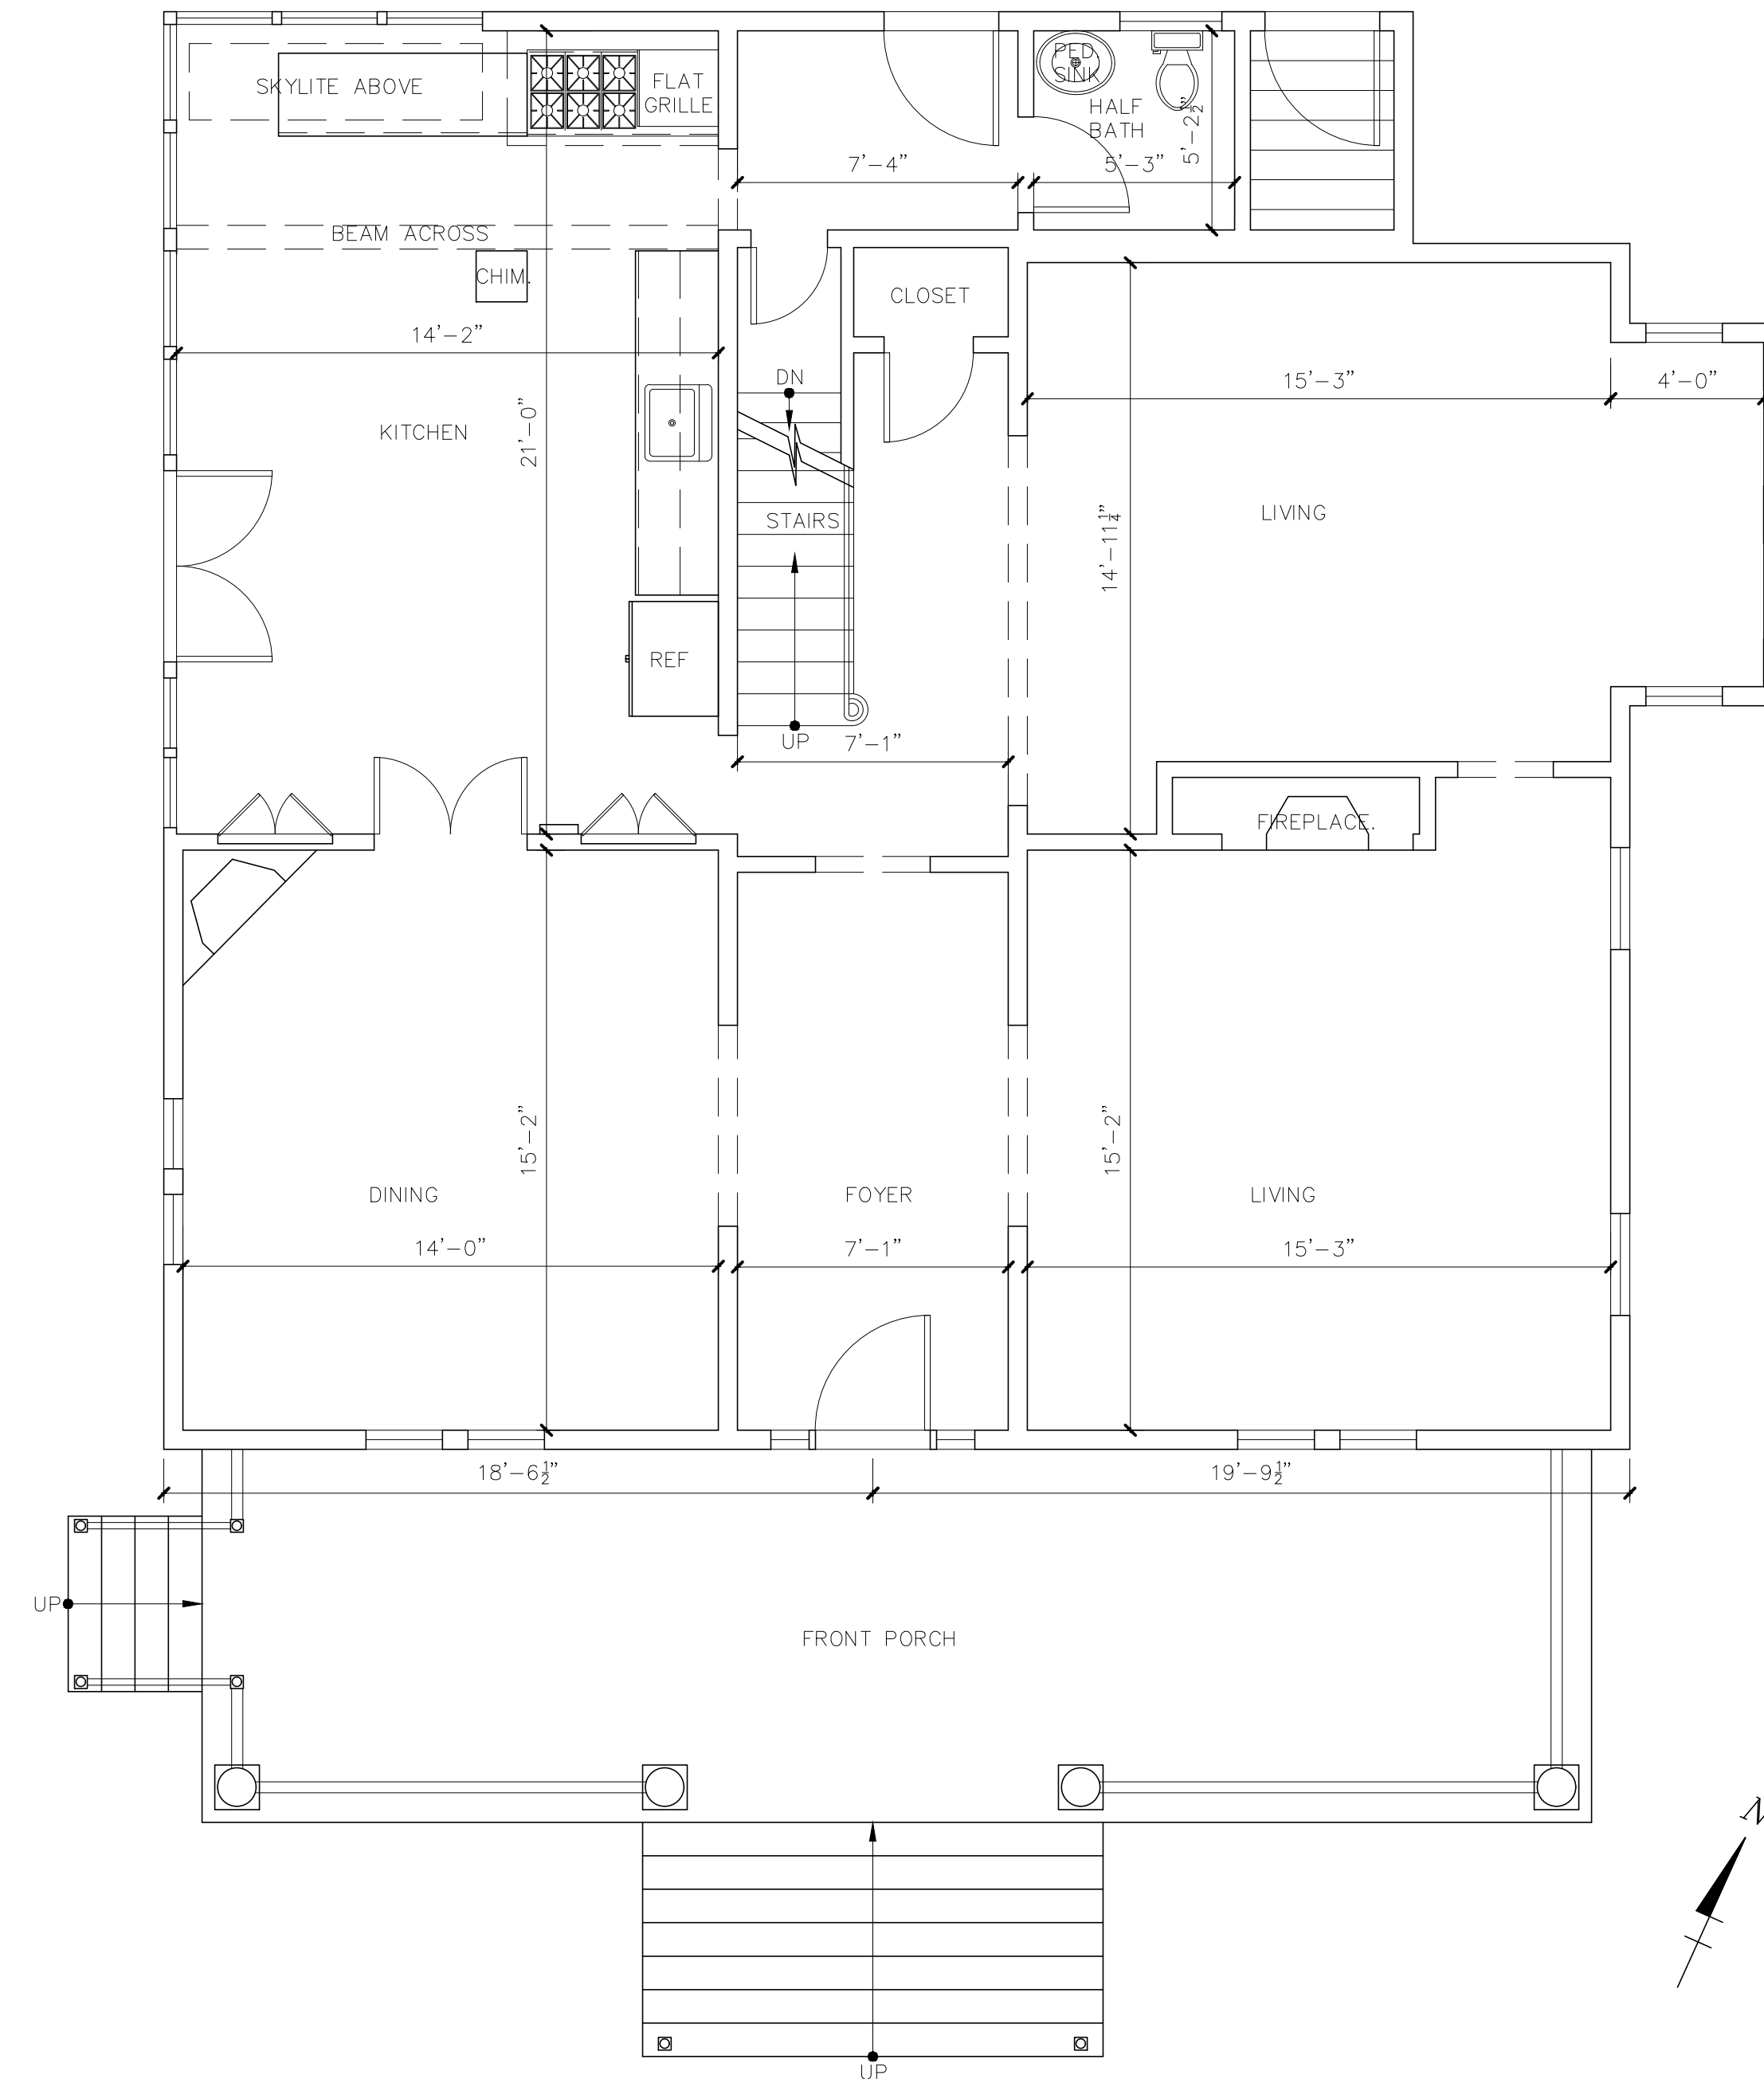 PED.
SINK
SKYLITE ABOVE
FLAT
GRILLE
HALF
BATH
5'-2½"
7'-4"
5'-3"
BEAM ACROSS
CHIM.
CLOSET
14'-2"
DN
15'-3"
4'-0"
KITCHEN
21'-0"
STAIRS
LIVING
14'-11¼"
REF
UP
7'-1"
FIREPLACE.
15'-2"
15'-2"
DINING
FOYER
LIVING
14'-0"
7'-1"
15'-3"
18'-6½"
19'-9½"
UP
FRONT PORCH
N
UP